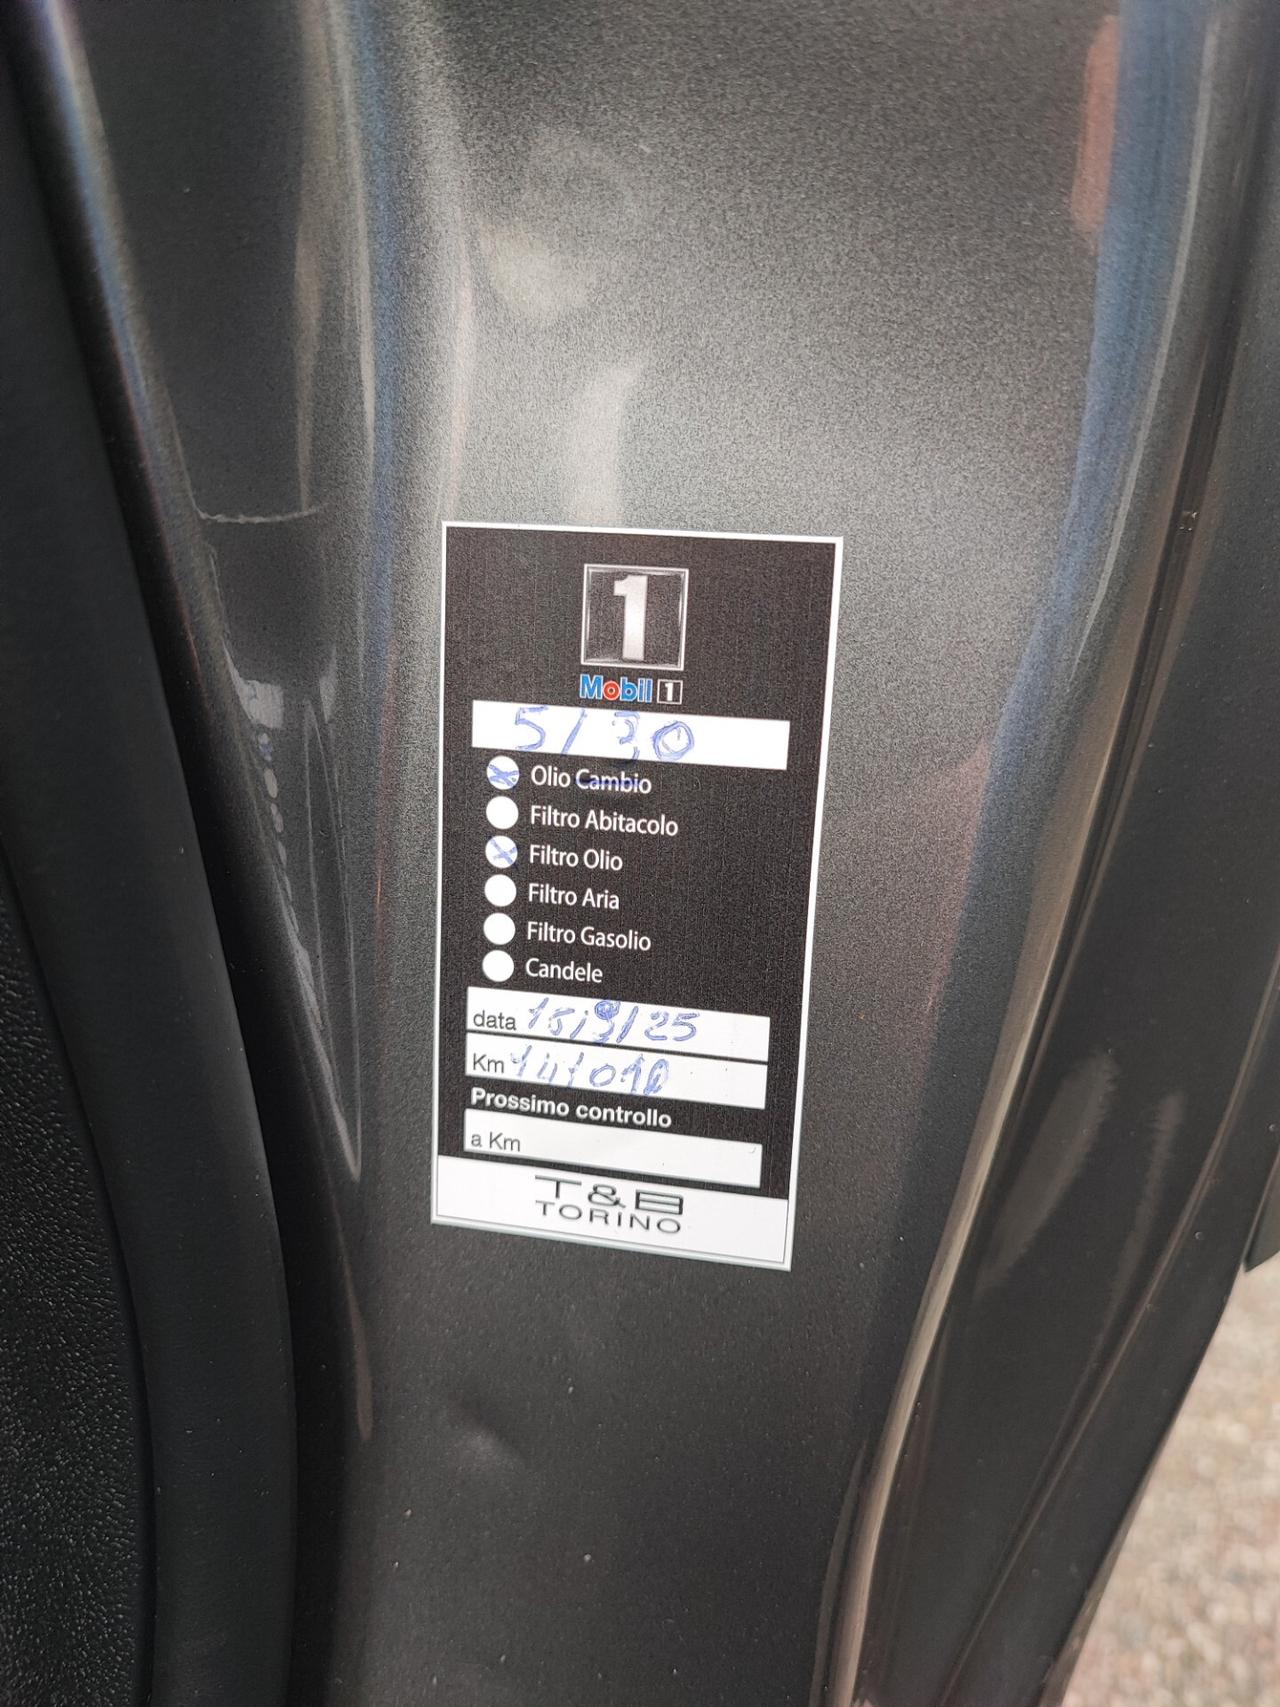 1
Mobil 1
5/30
Olio Cambio
Filtro Abitacolo
Filtro Olio
Filtro Aria
Filtro Gasolio
Candele
data 15/9/25
Km 141010
Prossimo controllo
a Km
T&B
TORINO